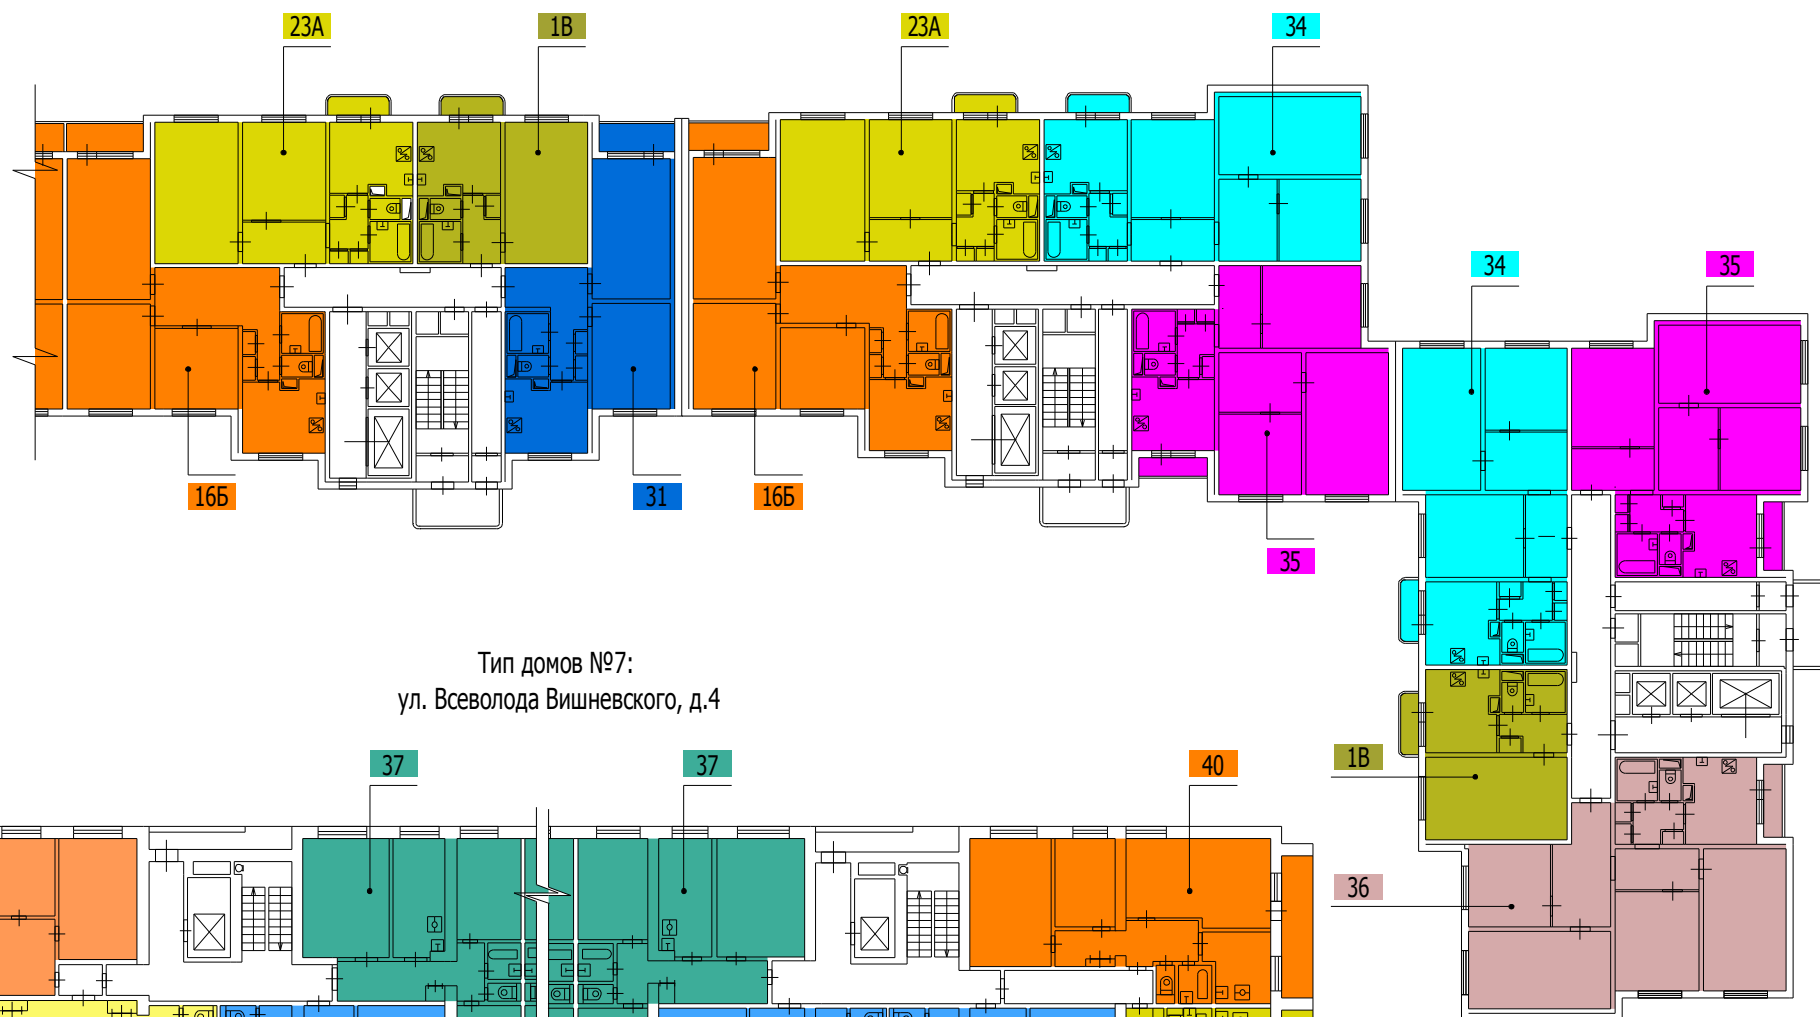 23А
1В
23А
34
34
35
16Б
31
16Б
35
Тип домов №7:
ул. Всеволода Вишневского, д.4
37
37
40
1В
36